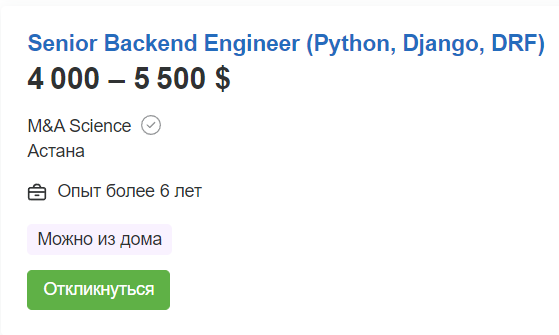 Senior Backend Engineer (Python, Django, DRF)
4 000 – 5 500 $
M&A Science
Астана
Опыт более 6 лет
Можно из дома
Откликнуться